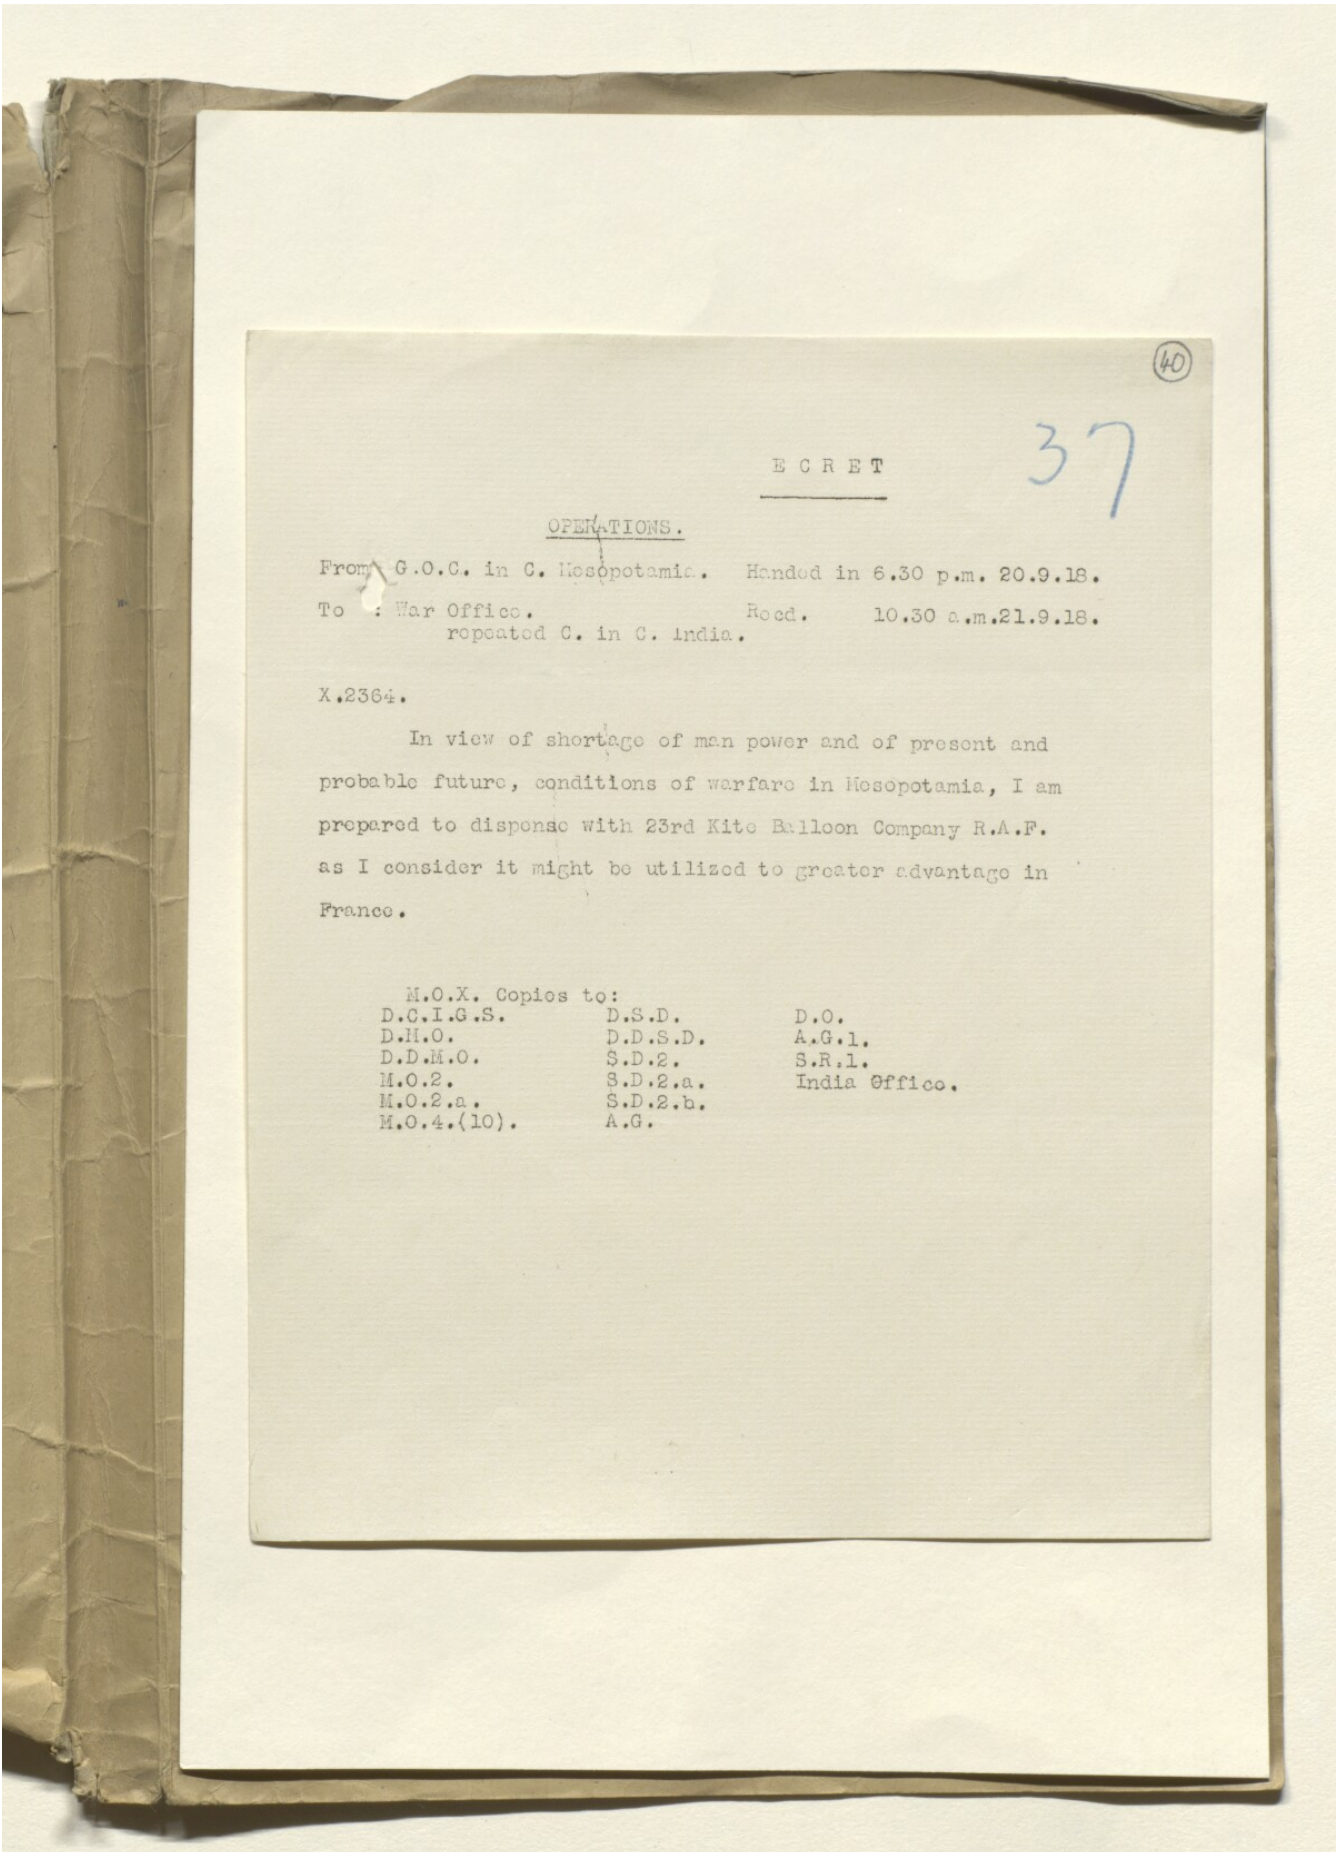 40
37
E C R E T
OPERATIONS.
From G.O.C. in C. Mesopotamia. Handed in 6.30 p.m. 20.9.18.
To : War Office. Recd. 10.30 a.m.21.9.18.
repeated C. in C. India.
X.2364.
In view of shortage of man power and of present and
probable future, conditions of warfare in Mesopotamia, I am
prepared to dispense with 23rd Kite Balloon Company R.A.F.
as I consider it might be utilized to greater advantage in
France.
M.O.X. Copies to:
D.C.I.G.S. D.S.D. D.O.
D.M.O. D.D.S.D. A.G.1.
D.D.M.O. S.D.2. S.R.1.
M.O.2. S.D.2.a. India Office.
M.O.2.a. S.D.2.b.
M.O.4.(10). A.G.